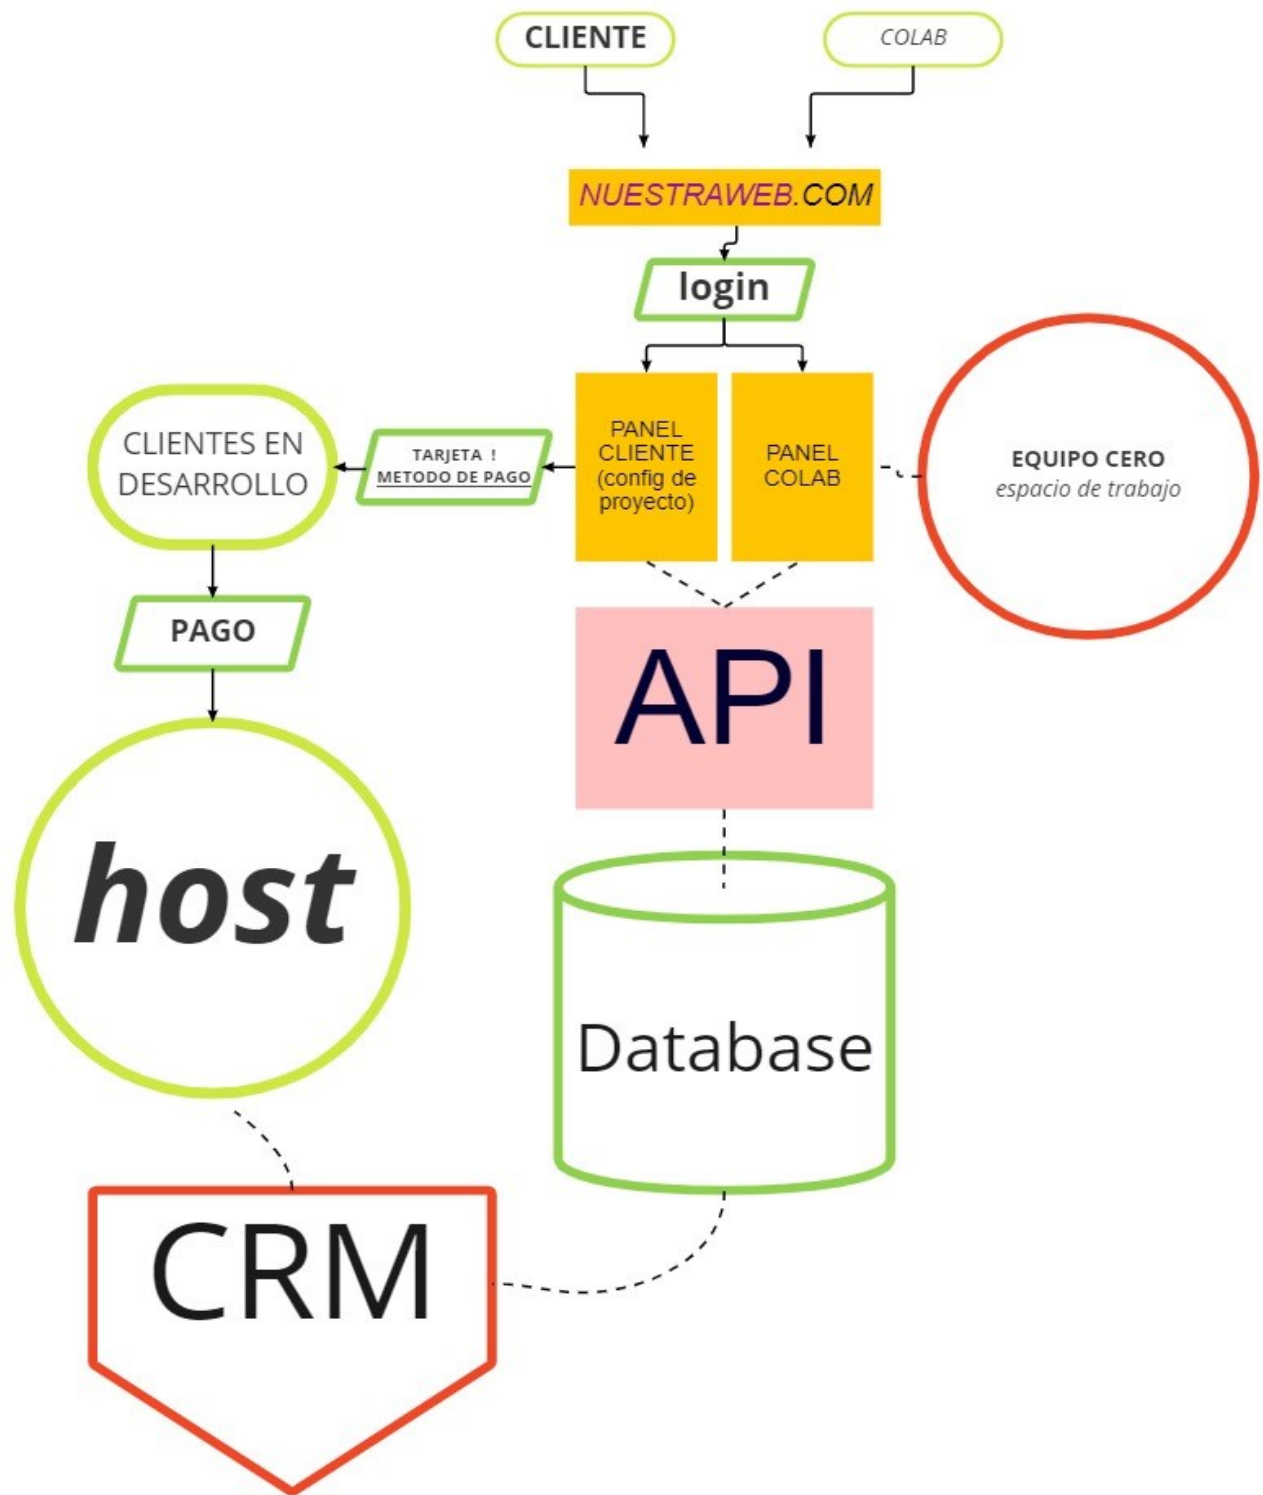 CLIENTE
COLAB
NUESTRAWEB.COM
login
PANEL
CLIENTE
(config de
proyecto)
PANEL
COLAB
EQUIPO CERO
espacio de trabajo
TARJETA !
METODO DE PAGO
CLIENTES EN
DESARROLLO
PAGO
API
host
Database
CRM